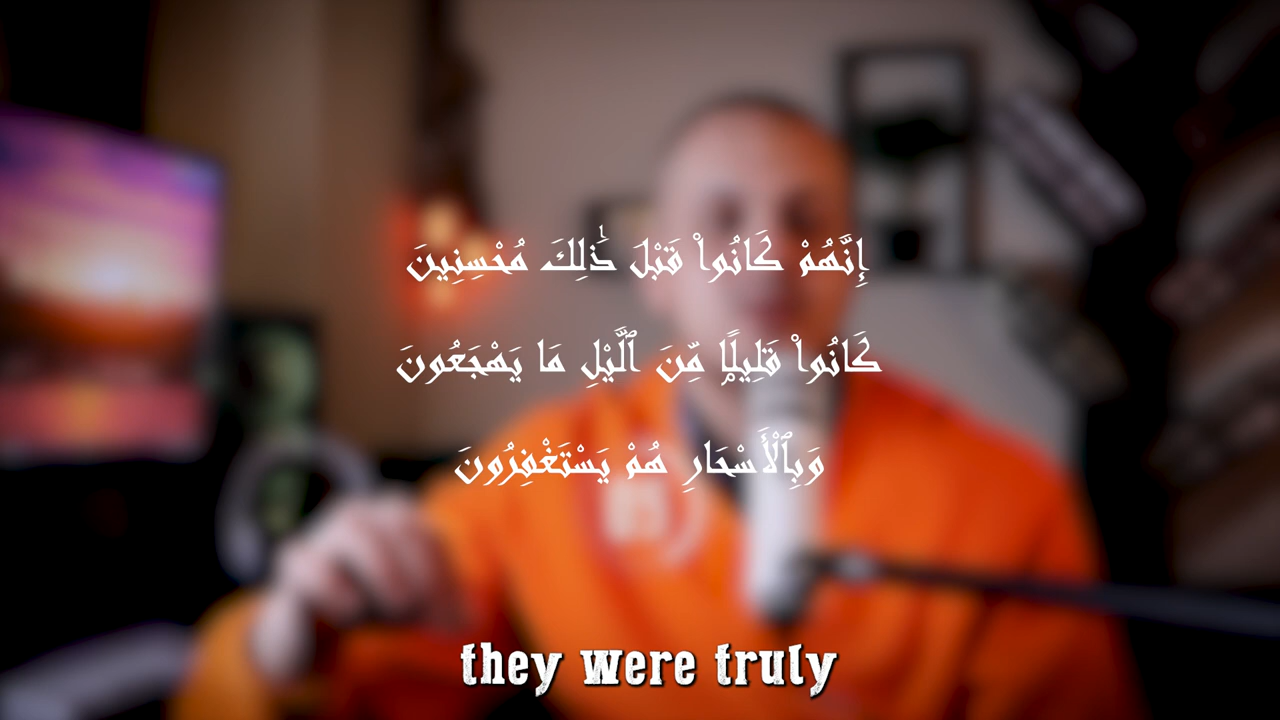 إِنَّهُمْ كَانُوا۟ قَبْلَ ذَٰلِكَ مُحْسِنِينَ
كَانُوا۟ قَلِيلًۭا مِّنَ ٱلَّيْلِ مَا يَهْجَعُونَ
وَبِٱلْأَسْحَارِ هُمْ يَسْتَغْفِرُونَ
they were truly